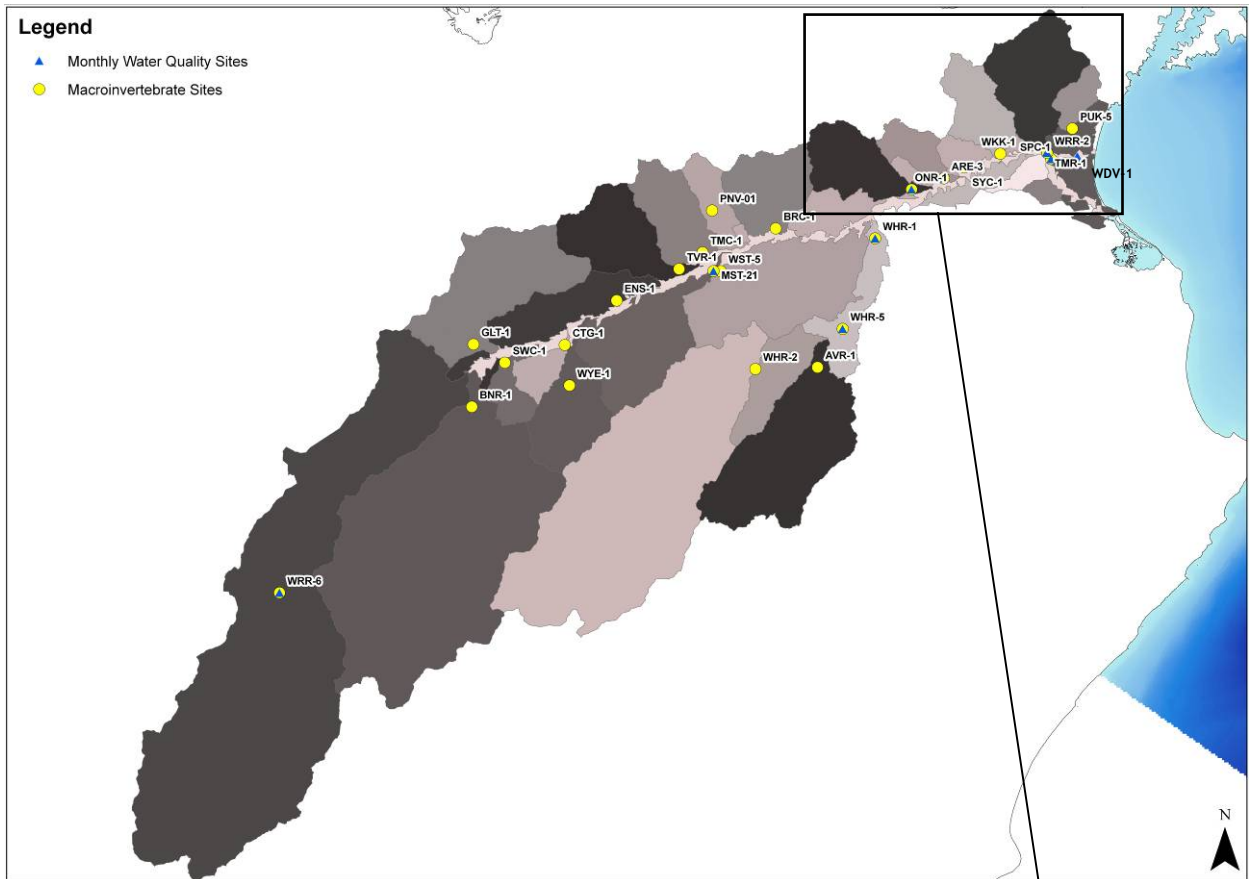 Legend
Monthly Water Quality Sites
Macroinvertebrate Sites
PUK-5
WKK-1
SPC-1
WRR-2
TMR-1
WDV-1
ARE-3
ONR-1
SYC-1
PNV-01
BRC-1
WHR-1
TMC-1
TVR-1
WST-5
MST-21
ENS-1
WHR-5
GLT-1
CTG-1
SWC-1
WHR-2
AVR-1
WYE-1
BNR-1
WRR-6
N